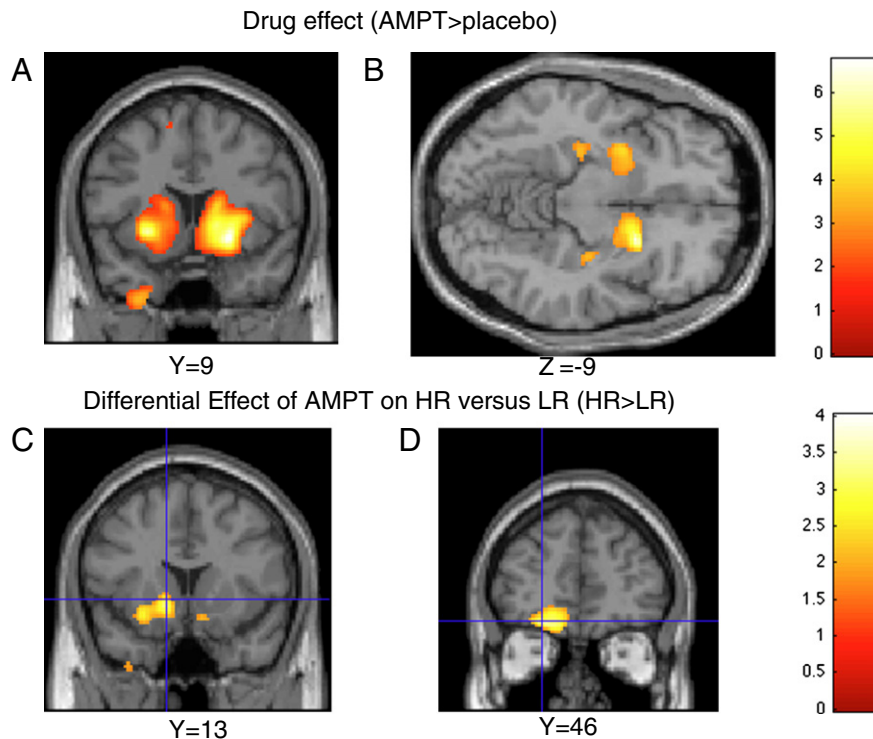 Drug effect (AMPT>placebo)
A
B
6
5
4
3
2
1
0
Y=9
Z =-9
Differential Effect of AMPT on HR versus LR (HR>LR)
C
D
4
3.5
3
2.5
2
1.5
1
0.5
0
Y=13
Y=46